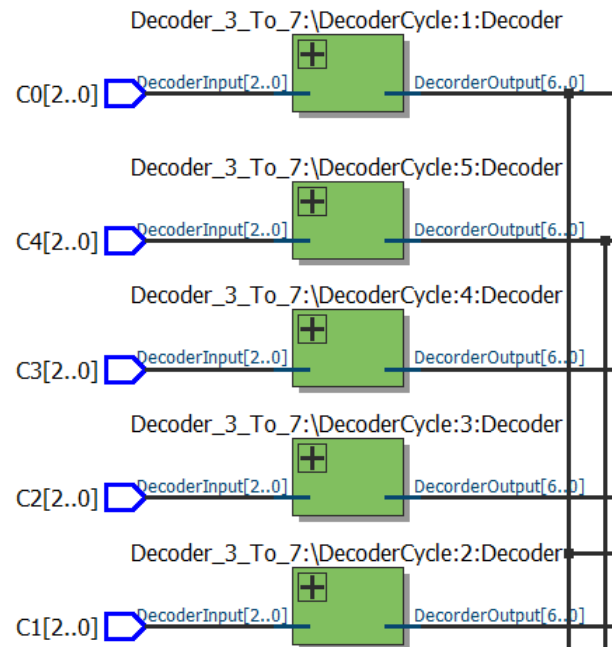 Decoder_3_To_7:\DecoderCycle:1:Decoder
C0[2..0] DecoderInput[2..0] DecorderOutput[6..0]
Decoder_3_To_7:\DecoderCycle:5:Decoder
C4[2..0] DecoderInput[2..0] DecorderOutput[6..0]
Decoder_3_To_7:\DecoderCycle:4:Decoder
C3[2..0] DecoderInput[2..0] DecorderOutput[6..0]
Decoder_3_To_7:\DecoderCycle:3:Decoder
C2[2..0] DecoderInput[2..0] DecorderOutput[6..0]
Decoder_3_To_7:\DecoderCycle:2:Decoder
C1[2..0] DecoderInput[2..0] DecorderOutput[6..0]